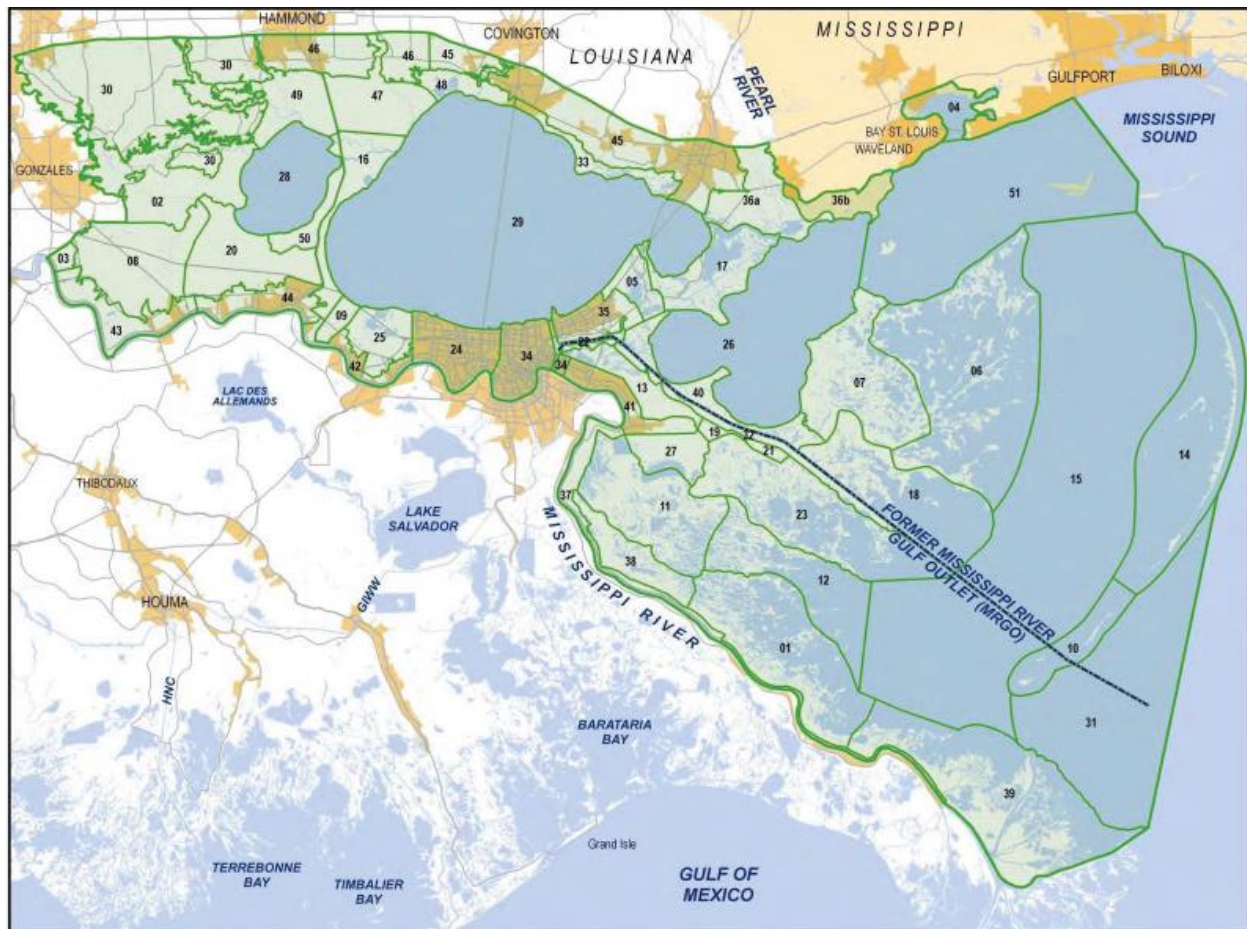 HAMMOND
COVINGTON
LOUISIANA
MISSISSIPPI
PEARL
RIVER
GULFPORT
BILOXI
BAY ST. LOUIS
WAVELAND
MISSISSIPPI
SOUND
GONZALES
46
46
45
48
30
30
49
47
04
45
33
16
30
28
36a
36b
51
02
29
50
20
17
03
08
05
44
35
43
09
25
24
34
22
34
42
26
06
07
13
40
41
14
15
19
32
21
27
LAC DES
ALLEMANDS
THIBODAUX
LAKE
SALVADOR
37
11
23
18
FORMER MISSISSIPPI RIVER
GULF OUTLET (MRGO)
MISSISSIPPI RIVER
38
12
HOUMA
GIWW
01
10
HNC
31
BARATARIA
BAY
39
Grand Isle
TERREBONNE
BAY
TIMBALIER
BAY
GULF OF
MEXICO